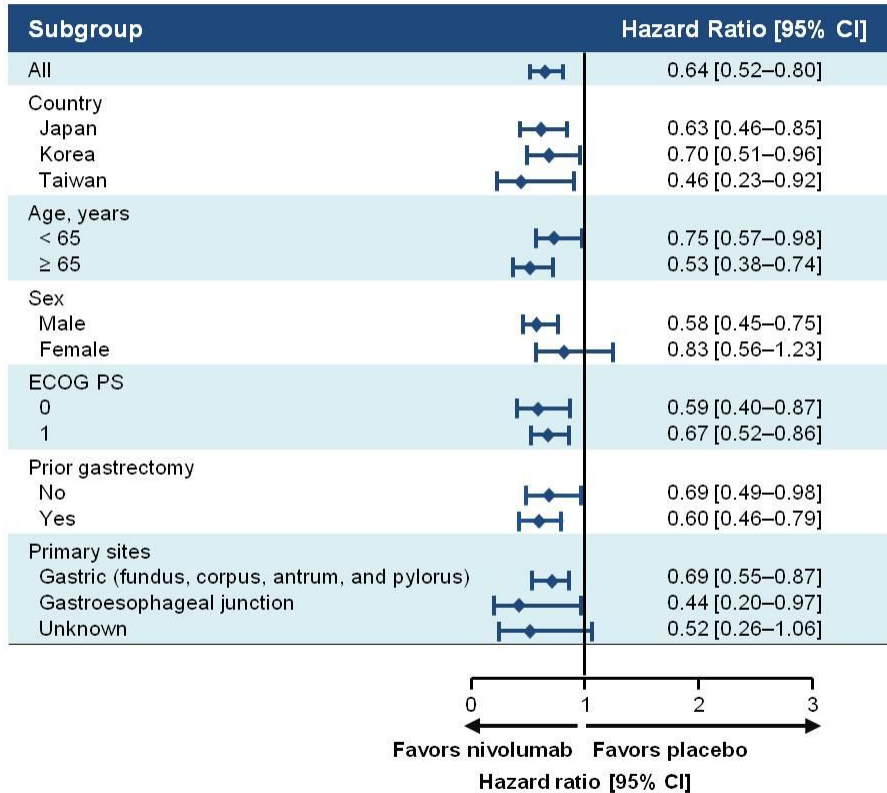 Subgroup Hazard Ratio [95% CI]
All 0.64 [0.52–0.80]
Country
Japan 0.63 [0.46–0.85]
Korea 0.70 [0.51–0.96]
Taiwan 0.46 [0.23–0.92]
Age, years
< 65 0.75 [0.57–0.98]
≥ 65 0.53 [0.38–0.74]
Sex
Male 0.58 [0.45–0.75]
Female 0.83 [0.56–1.23]
ECOG PS
0 0.59 [0.40–0.87]
1 0.67 [0.52–0.86]
Prior gastrectomy
No 0.69 [0.49–0.98]
Yes 0.60 [0.46–0.79]
Primary sites
Gastric (fundus, corpus, antrum, and pylorus) 0.69 [0.55–0.87]
Gastroesophageal junction 0.44 [0.20–0.97]
Unknown 0.52 [0.26–1.06]
0 1 2 3
Favors nivolumab Favors placebo
Hazard ratio [95% CI]